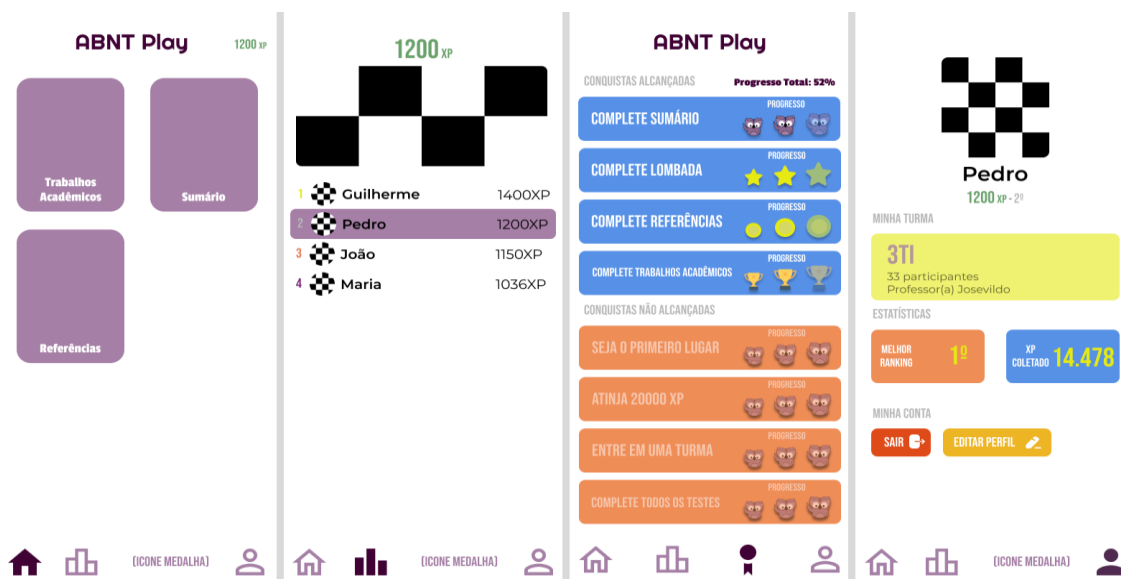 ABNT Play
1200 XP
Trabalhos
Acadêmicos
Sumário
Referências
(ICONE MEDALHA)
1200 XP
1 Guilherme 1400XP
2 Pedro 1200XP
3 João 1150XP
4 Maria 1036XP
(ICONE MEDALHA)
ABNT Play
CONQUISTAS ALCANÇADAS
Progresso Total: 52%
COMPLETE SUMÁRIO
PROGRESSO
COMPLETE LOMBADA
PROGRESSO
COMPLETE REFERÊNCIAS
PROGRESSO
COMPLETE TRABALHOS ACADÊMICOS
PROGRESSO
CONQUISTAS NÃO ALCANÇADAS
SEJA O PRIMEIRO LUGAR
PROGRESSO
ATINJA 20000 XP
PROGRESSO
ENTRE EM UMA TURMA
PROGRESSO
COMPLETE TODOS OS TESTES
PROGRESSO
Pedro
1200 XP - 2º
MINHA TURMA
3TI
33 participantes
Professor(a) Josevildo
ESTATÍSTICAS
MELHOR
RANKING
1º
XP
COLETADO
14.478
MINHA CONTA
SAIR
EDITAR PERFIL
(ICONE MEDALHA)